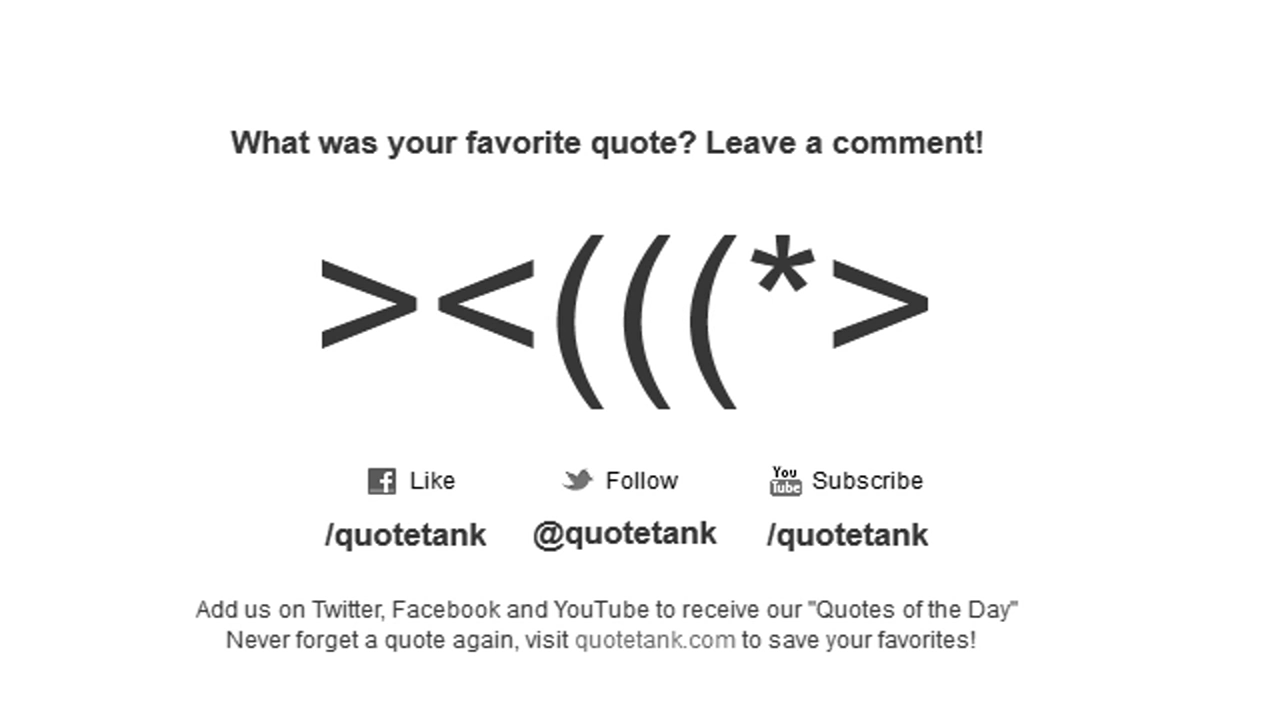 What was your favorite quote? Leave a comment!
><(((*>
f Like Follow You Tube Subscribe
/quotetank @quotetank /quotetank
Add us on Twitter, Facebook and YouTube to receive our "Quotes of the Day"
Never forget a quote again, visit quotetank.com to save your favorites!